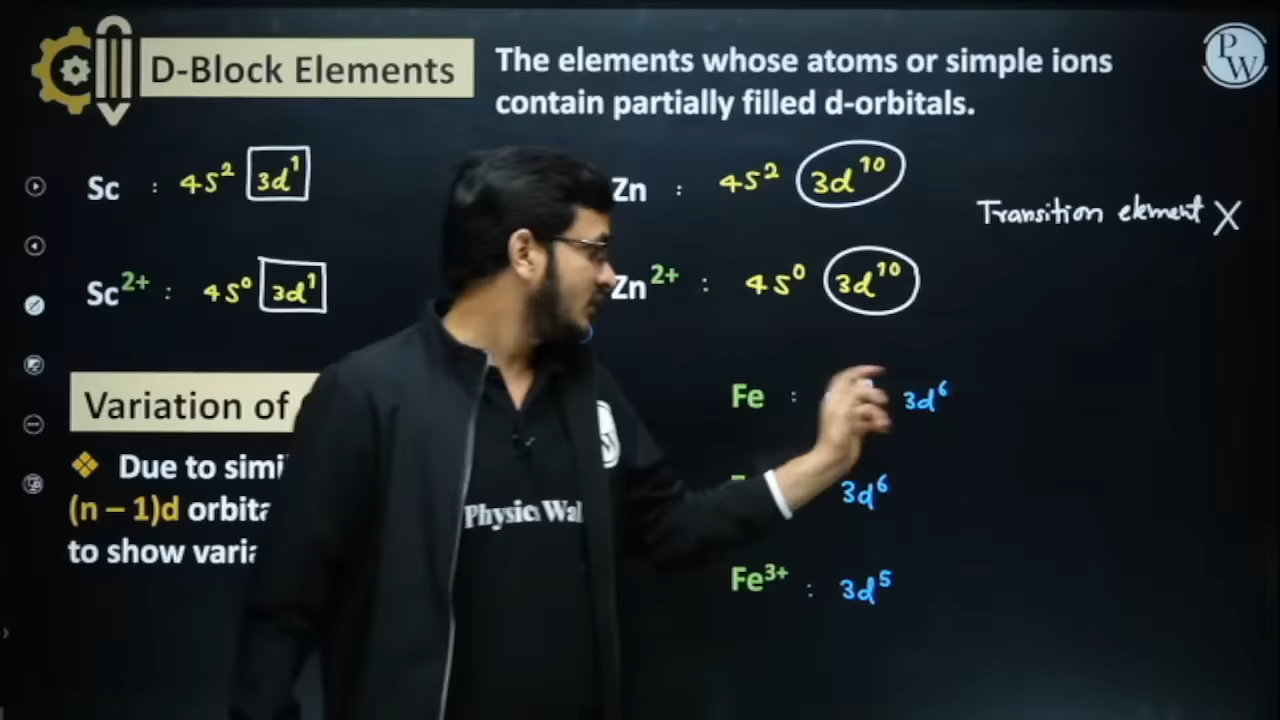 D-Block Elements
The elements whose atoms or simple ions
contain partially filled d-orbitals.
PW
Sc : 4s² 3d¹
Zn : 4s² 3d¹⁰
Transition element X
Sc²⁺ : 4s⁰ 3d¹
Zn²⁺ : 4s⁰ 3d¹⁰
Variation of
Fe : 3d⁶
❖ Due to simi
(n – 1)d orbita
3d⁶
Physics Wal
to show varia
Fe³⁺ : 3d⁵